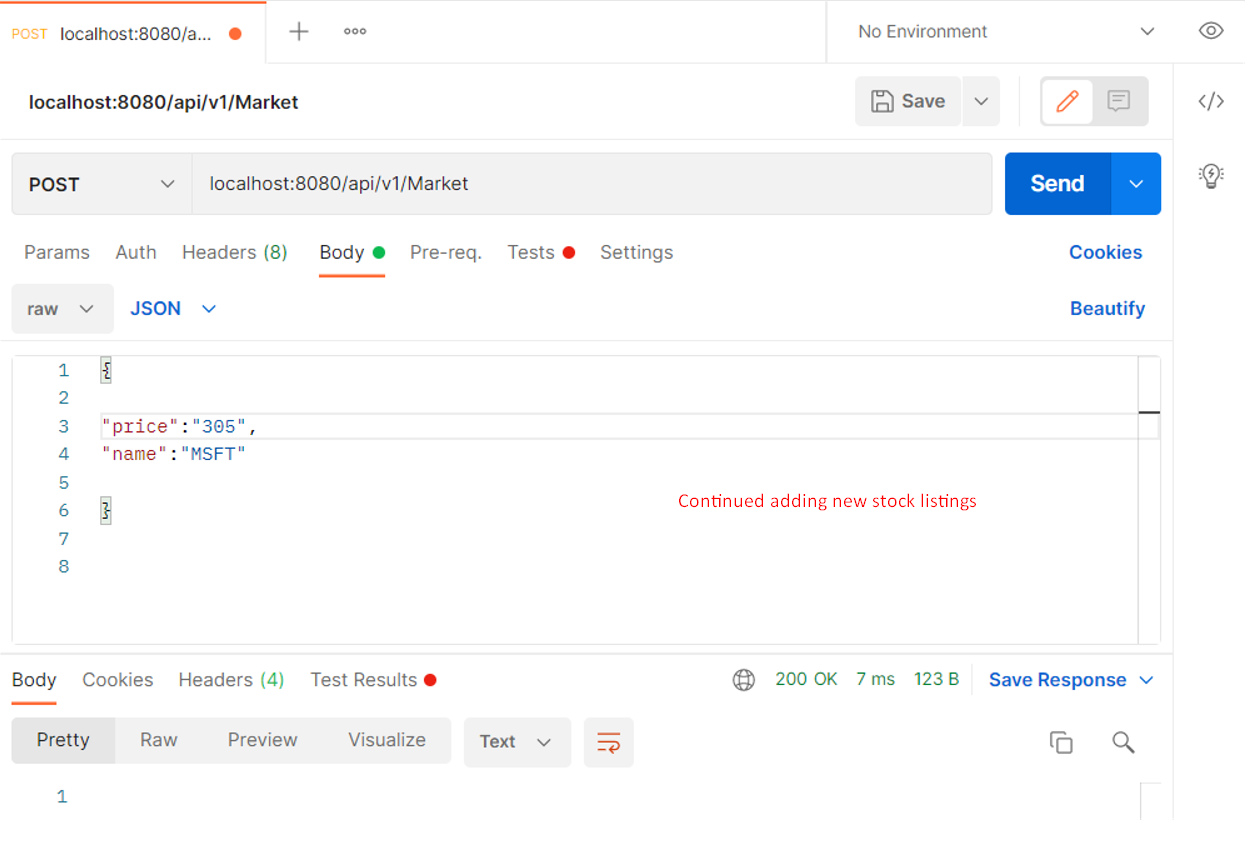 POST localhost:8080/a... No Environment
localhost:8080/api/v1/Market Save
POST localhost:8080/api/v1/Market Send
Params Auth Headers (8) Body Pre-req. Tests Settings Cookies
raw JSON Beautify
1 {
2
3 "price":"305",
4 "name":"MSFT"
5
Continued adding new stock listings
6 }
7
8
Body Cookies Headers (4) Test Results 200 OK 7 ms 123 B Save Response
Pretty Raw Preview Visualize Text
1